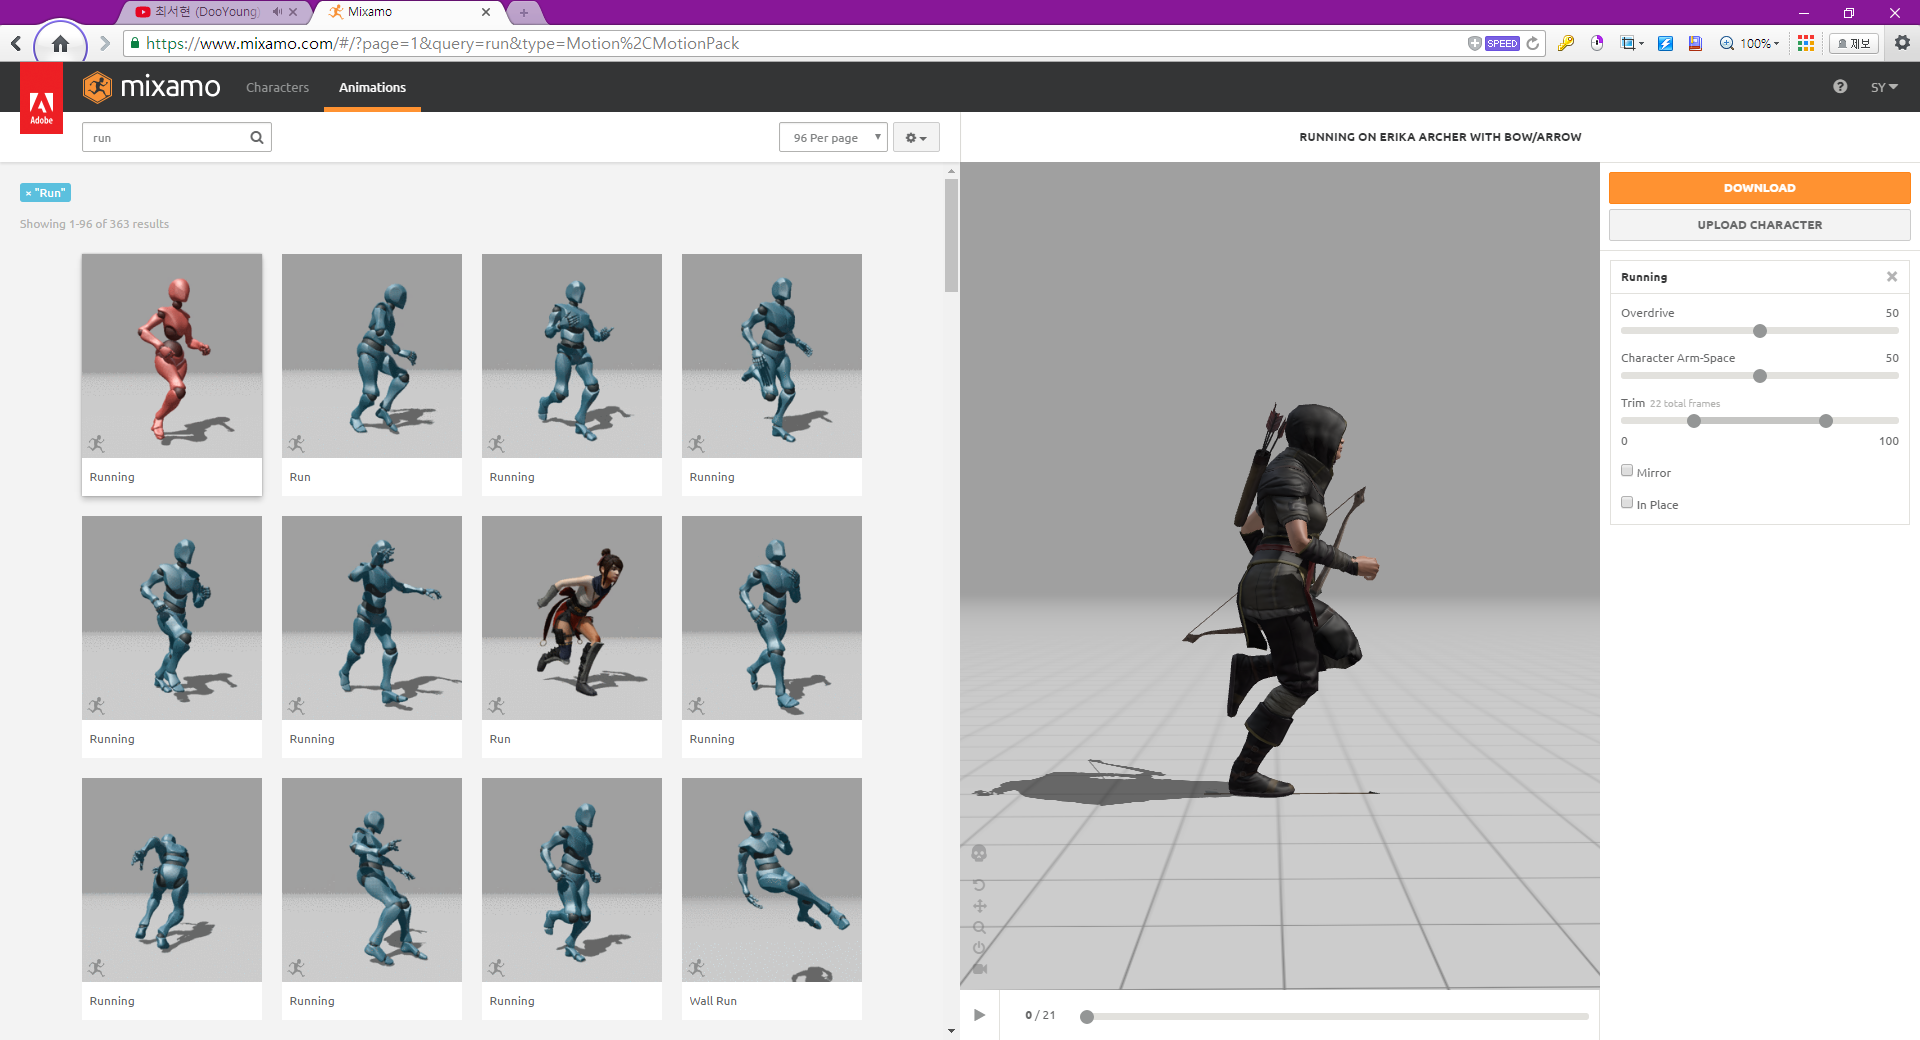 최서현 (DooYoung)
Mixamo
https://www.mixamo.com/#/?page=1&query=run&type=Motion%2CMotionPack
SPEED
100%
제보
Adobe
mixamo
Characters
Animations
SY
run
96 Per page
RUNNING ON ERIKA ARCHER WITH BOW/ARROW
× "Run"
Showing 1-96 of 363 results
DOWNLOAD
UPLOAD CHARACTER
Running
Overdrive 50
Character Arm-Space 50
Trim 22 total frames
0 100
Mirror
In Place
Running
Run
Running
Running
Running
Running
Run
Running
Running
Running
Running
Wall Run
0 / 21